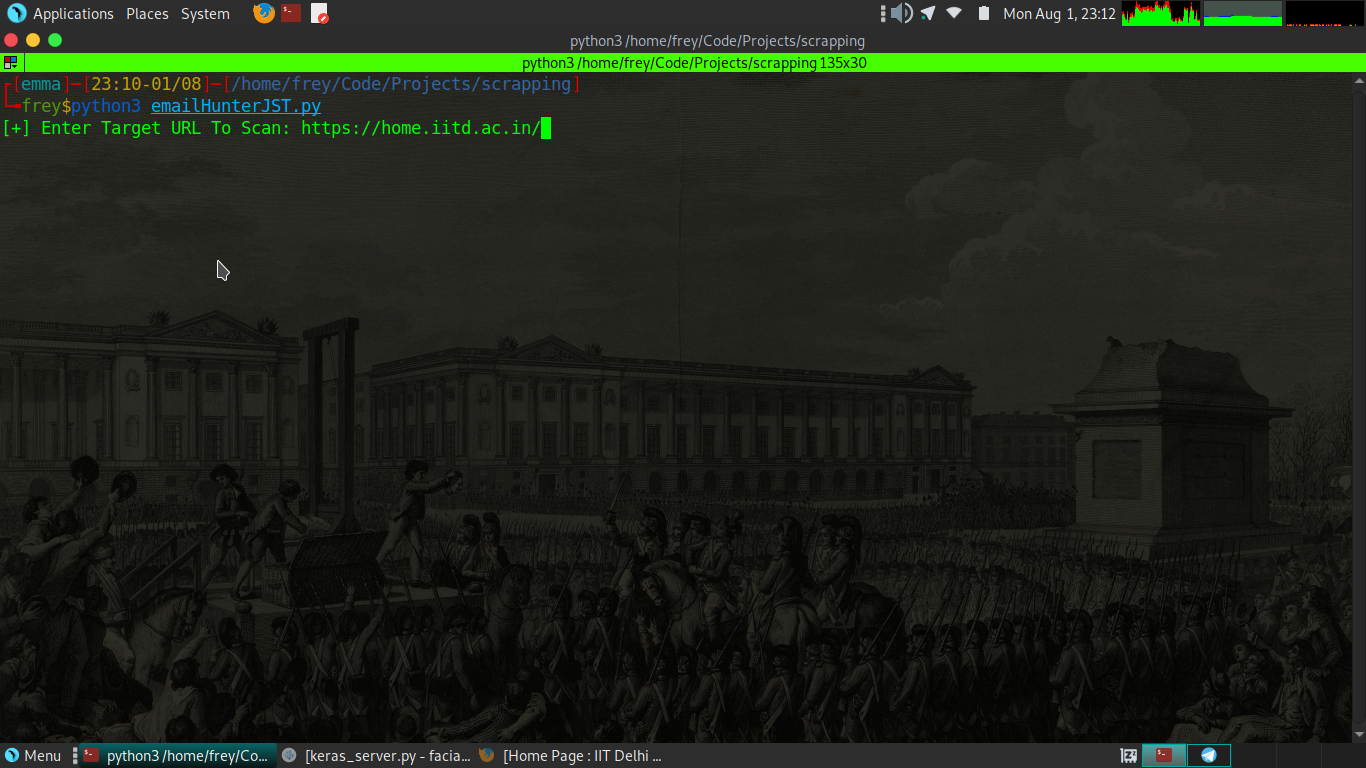 Applications Places System Mon Aug 1, 23:12
python3 /home/frey/Code/Projects/scrapping
python3 /home/frey/Code/Projects/scrapping 135x30
[emma]-[23:10-01/08]-[/home/frey/Code/Projects/scrapping]
frey$python3 emailHunterJST.py
[+] Enter Target URL To Scan: https://home.iitd.ac.in/
Menu python3 /home/frey/Co... [keras_server.py - facia... [Home Page : IIT Delhi ...